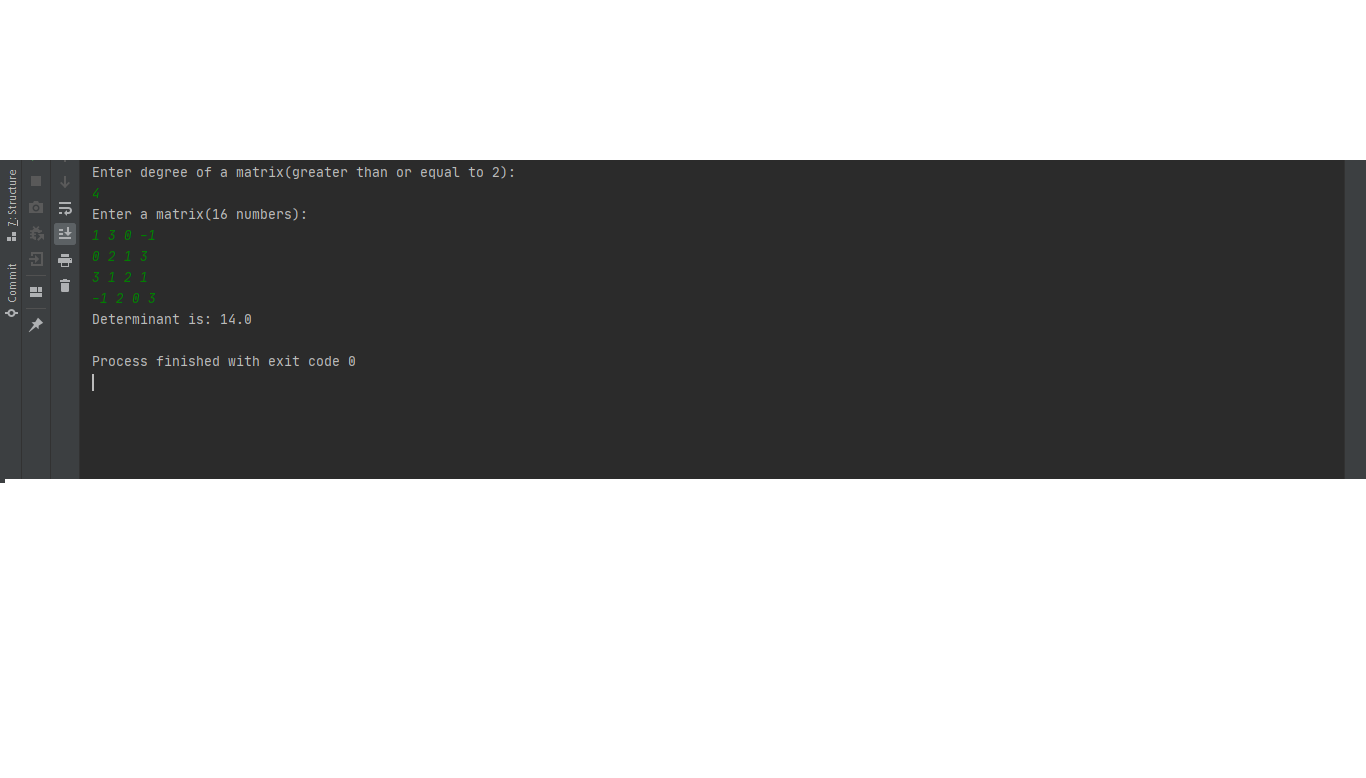 Enter degree of a matrix(greater than or equal to 2):
4
Enter a matrix(16 numbers):
1 3 0 -1
0 2 1 3
3 1 2 1
-1 2 0 3
Determinant is: 14.0
Process finished with exit code 0
7: Structure
Commit